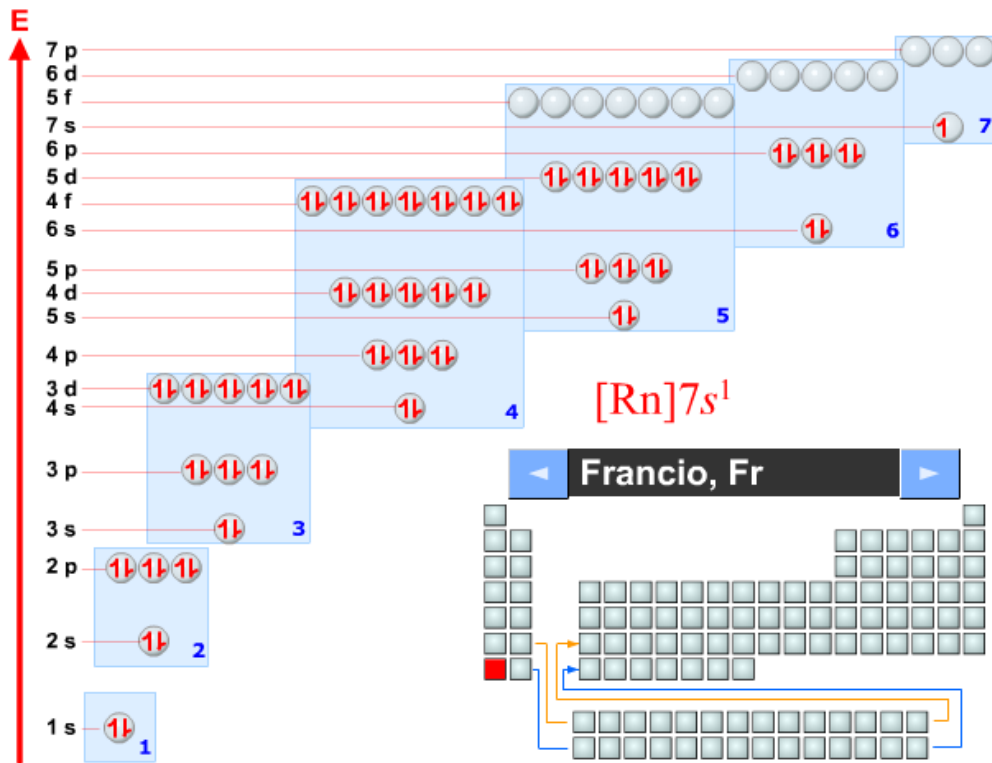 E
7 p
6 d
5 f
7 s
7
6 p
5 d
4 f
6 s
6
5 p
4 d
5 s
5
4 p
3 d
4 s
4
[Rn]7s¹
3 p
3 s
3
Francio, Fr
2 p
2 s
2
1 s
1